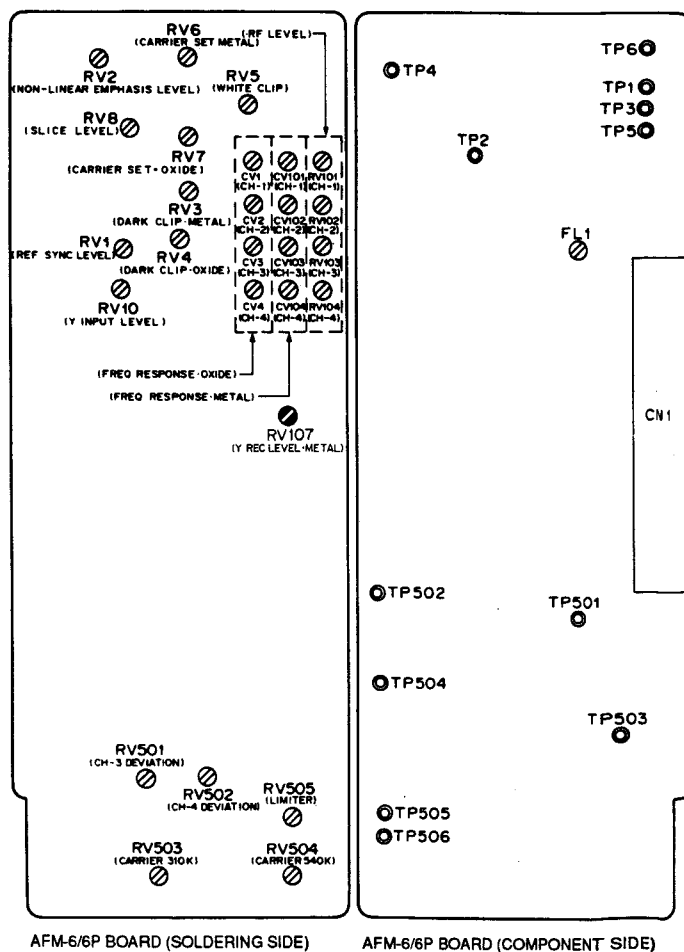 RV6
(CARRIER SET METAL)
(RF LEVEL)
RV2
(NON-LINEAR EMPHASIS LEVEL)
RV5
(WHITE CLIP)
RV8
(SLICE LEVEL)
RV7
(CARRIER SET-OXIDE)
CV1
(CH-1)
CV101
(CH-1)
RV101
(CH-1)
RV3
(DARK CLIP-METAL)
CV2
(CH-2)
CV102
(CH-2)
RV102
(CH-2)
RV1
(REF SYNC LEVEL)
RV4
(DARK CLIP-OXIDE)
CV3
(CH-3)
CV103
(CH-3)
RV103
(CH-3)
RV10
(Y INPUT LEVEL)
CV4
(CH-4)
CV104
(CH-4)
RV104
(CH-4)
(FREQ RESPONSE-OXIDE)
(FREQ RESPONSE-METAL)
RV107
(Y REC LEVEL-METAL)
RV501
(CH-3 DEVIATION)
RV502
(CH-4 DEVIATION)
RV505
(LIMITER)
RV503
(CARRIER 310K)
RV504
(CARRIER 540K)
AFM-6/6P BOARD (SOLDERING SIDE)
TP6
TP4
TP1
TP3
TP5
TP2
FL1
CN1
TP502
TP501
TP504
TP503
TP505
TP506
AFM-6/6P BOARD (COMPONENT SIDE)